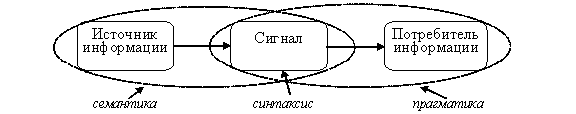 Источник
информации
Сигнал
Потребитель
информации
семантика
синтаксис
прагматика